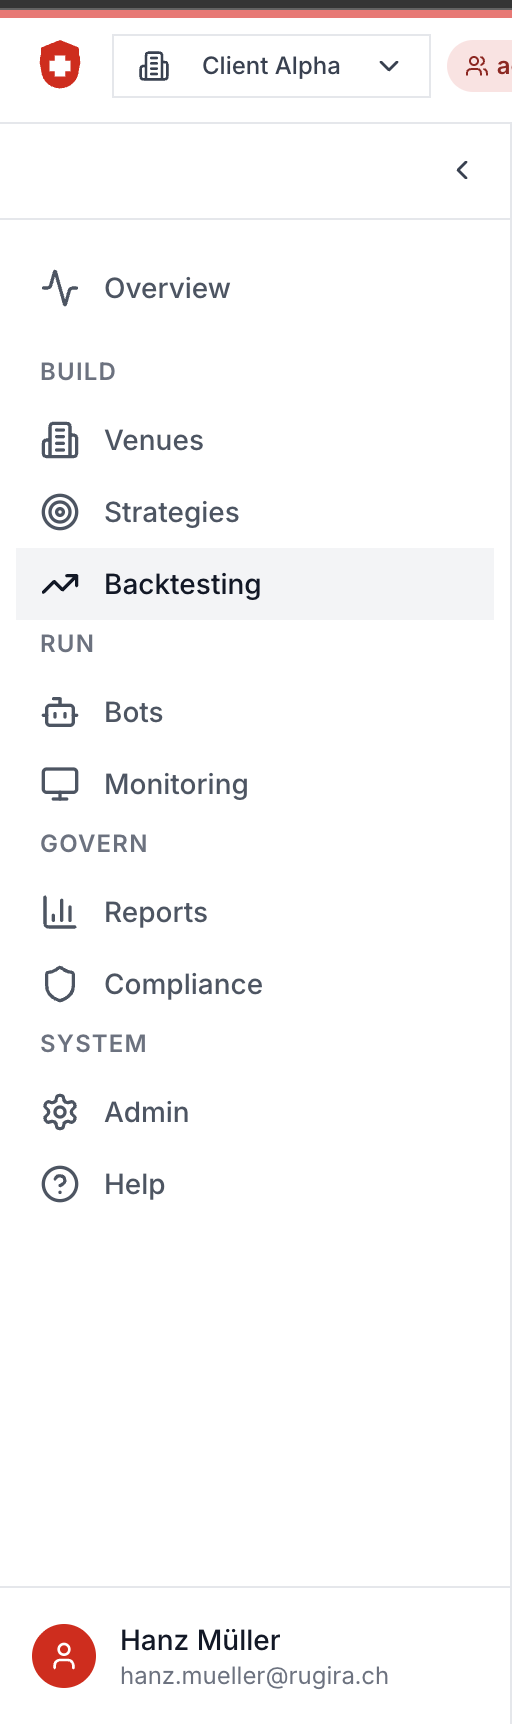 Client Alpha
Overview
BUILD
Venues
Strategies
Backtesting
RUN
Bots
Monitoring
GOVERN
Reports
Compliance
SYSTEM
Admin
Help
Hanz Müller
hanz.mueller@rugira.ch